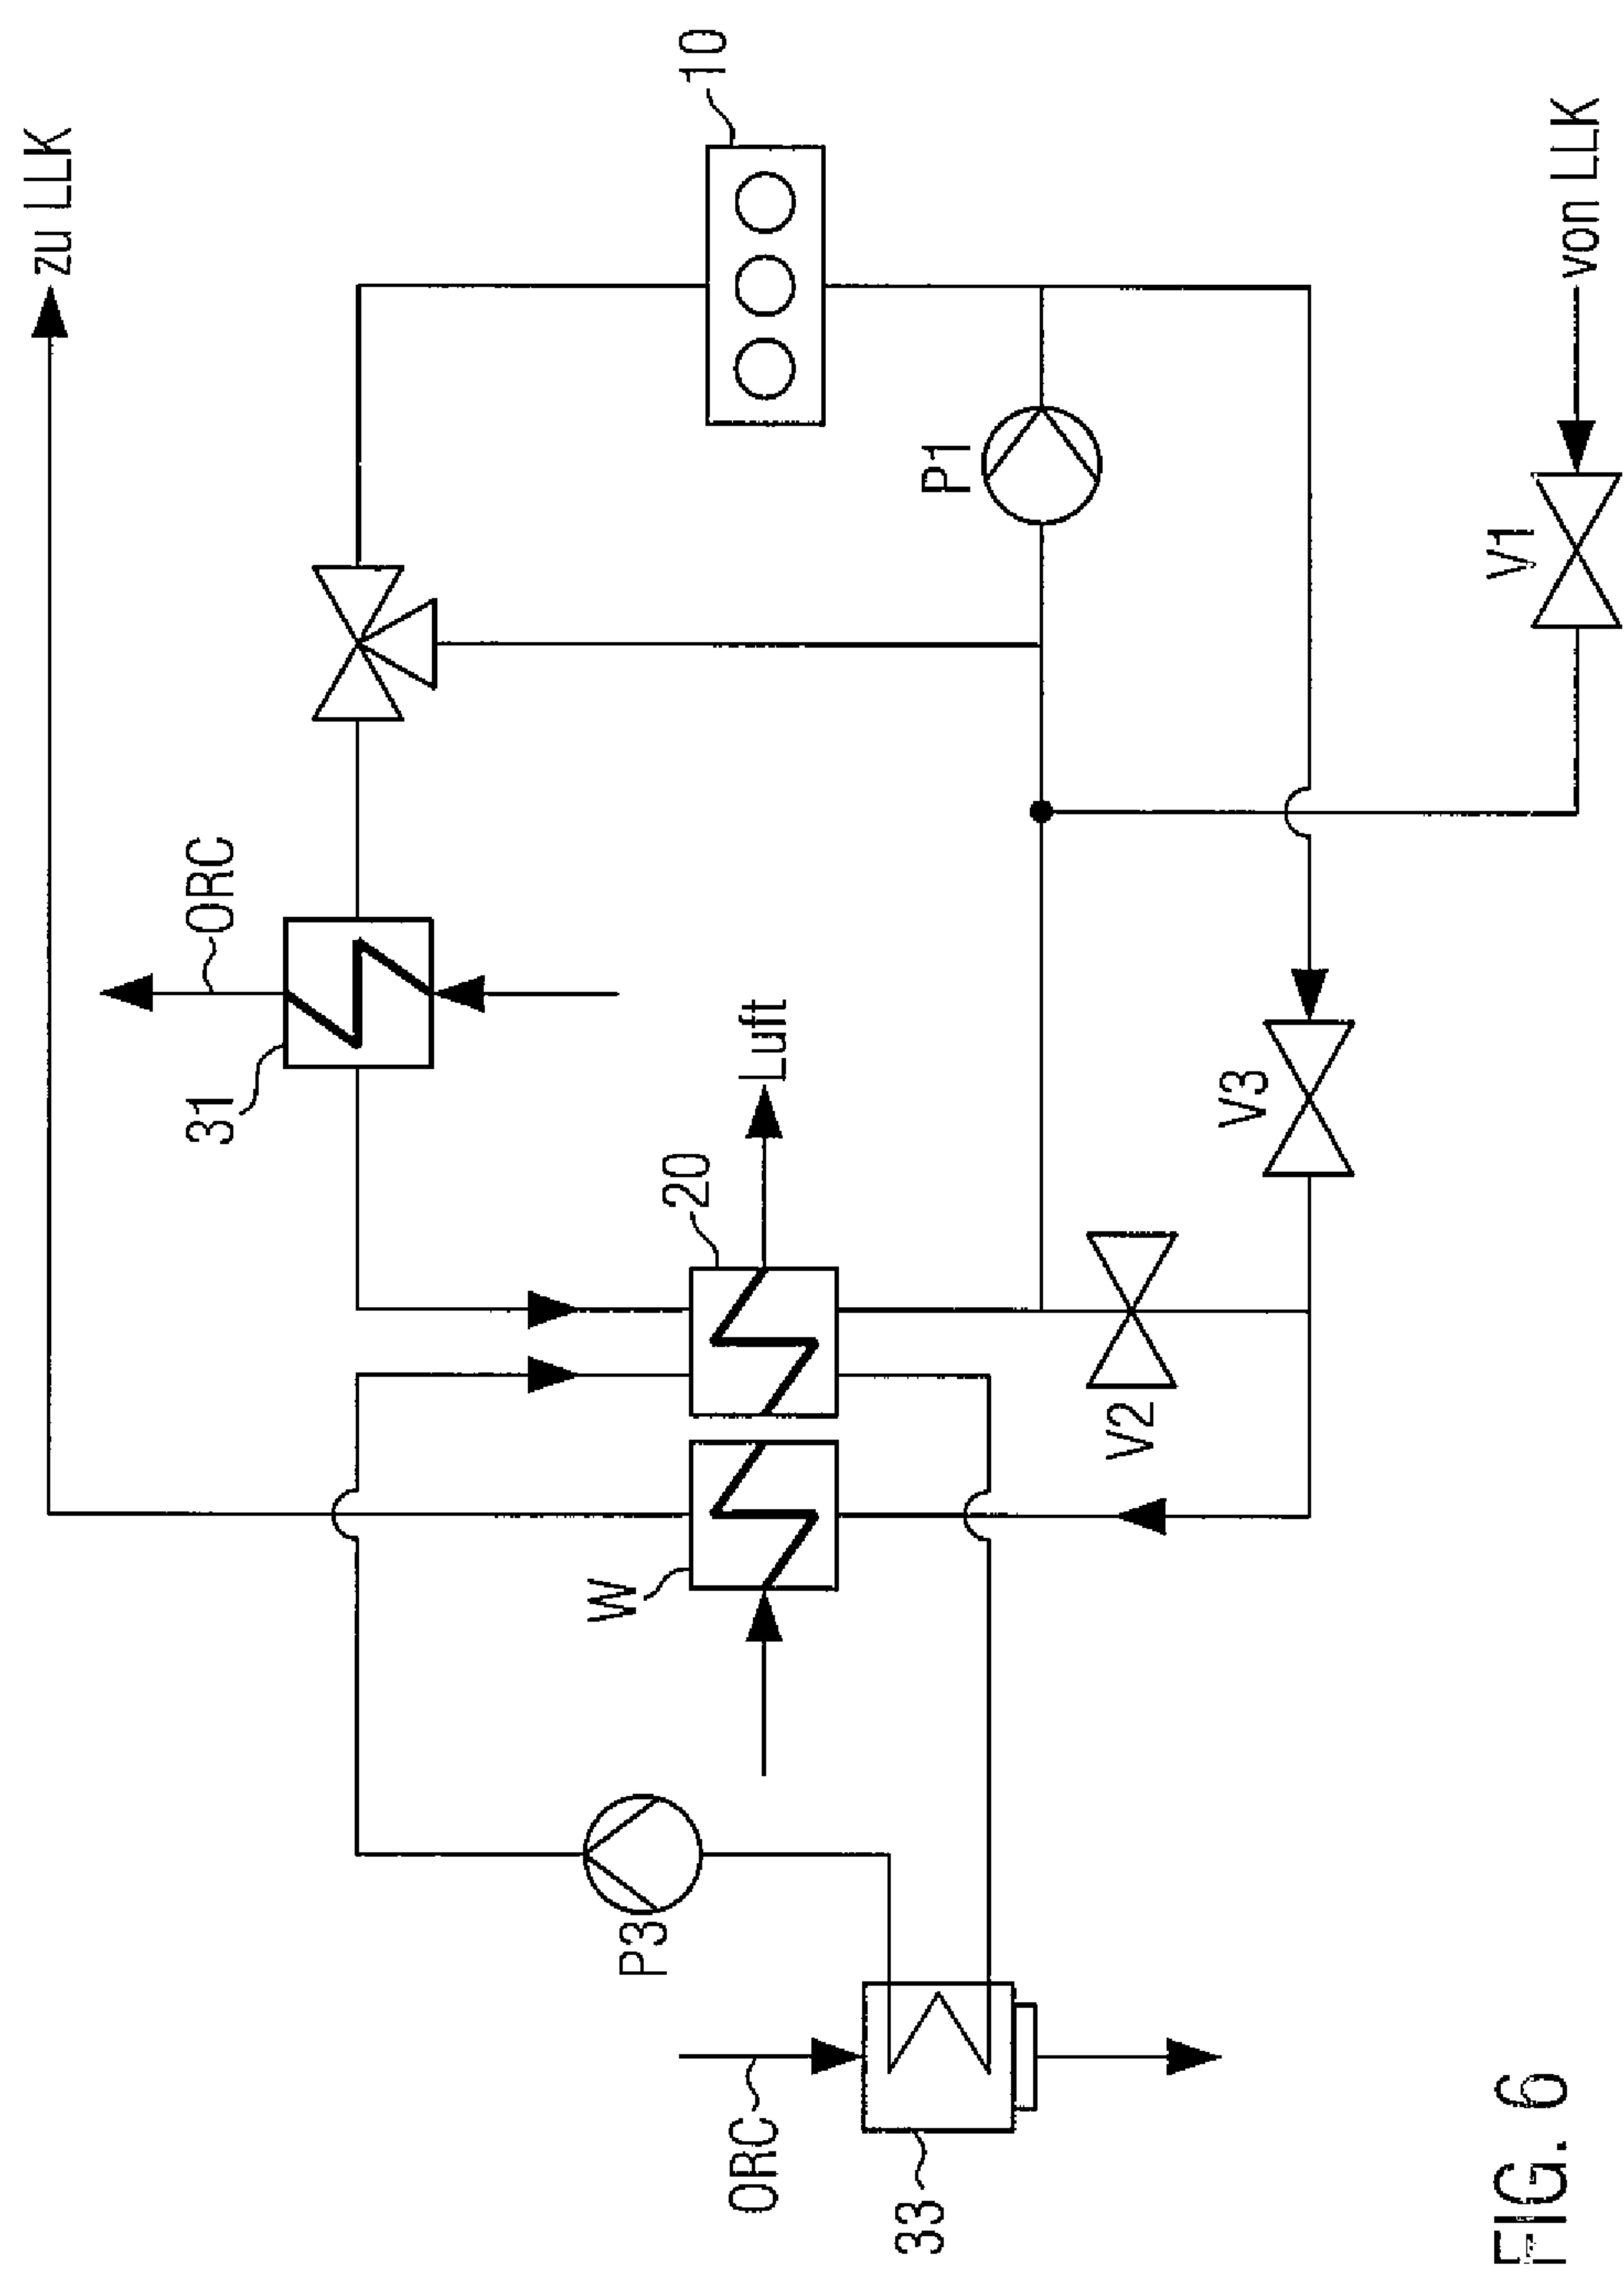 zu LLK
10
ORC
31
P1
von LLK
V1
Luft
20
V3
W
V2
P3
ORC
33
FIG. 6